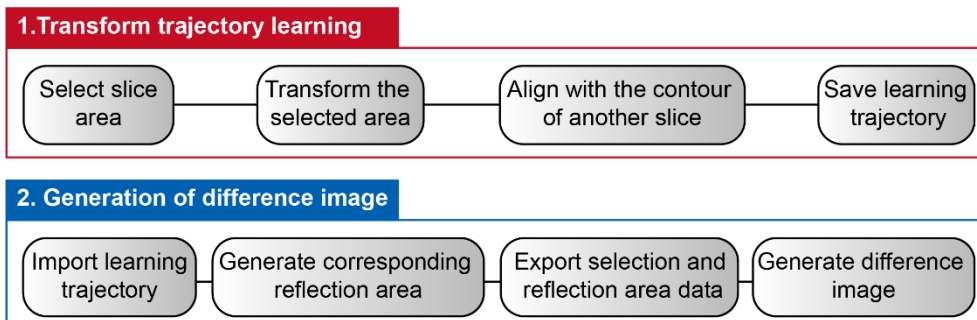 1.Transform trajectory learning
Select slice
area
Transform the
selected area
Align with the contour
of another slice
Save learning
trajectory
2. Generation of difference image
Import learning
trajectory
Generate corresponding
reflection area
Export selection and
reflection area data
Generate difference
image